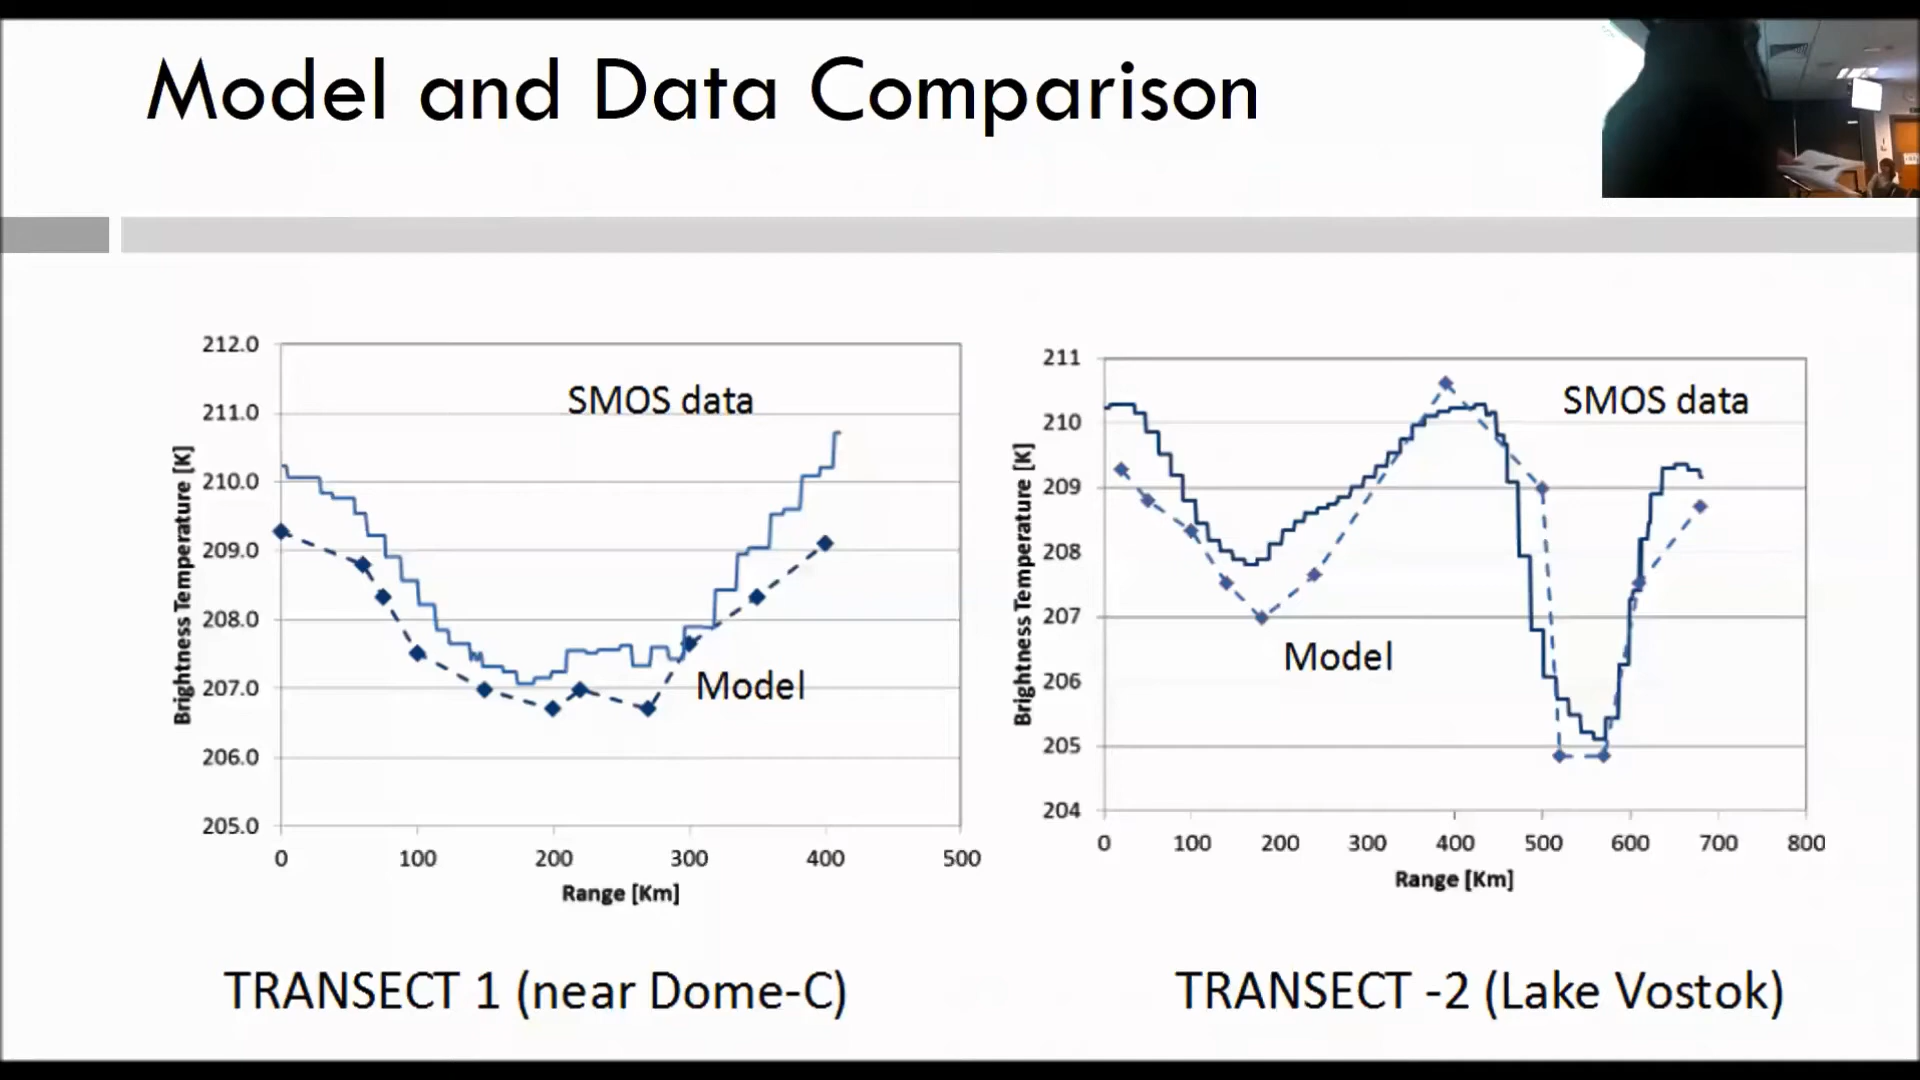 Model and Data Comparison
212.0
211.0
210.0
209.0
208.0
207.0
206.0
205.0
Brightness Temperature [K]
SMOS data
Model
0 100 200 300 400 500
Range [Km]
TRANSECT 1 (near Dome-C)
211
210
209
208
207
206
205
204
Brightness Temperature [K]
SMOS data
Model
0 100 200 300 400 500 600 700 800
Range [Km]
TRANSECT -2 (Lake Vostok)